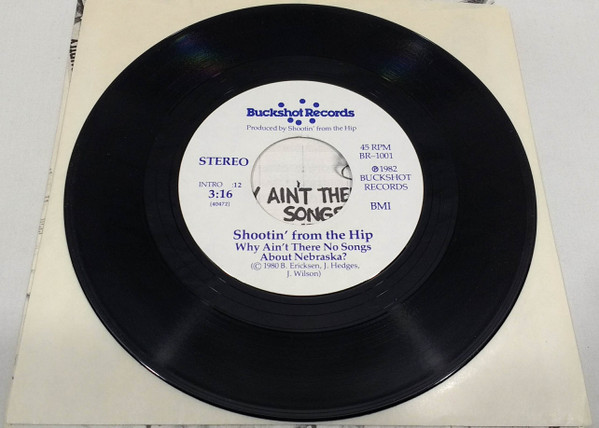 Buckshot Records
Produced by Shootin' from the Hip
STEREO
45 RPM
BR-1001
INTRO :12
3:16
(40472)
℗ 1982
BUCKSHOT
RECORDS
BMI
AIN'T THE
SONGS
Shootin' from the Hip
Why Ain't There No Songs
About Nebraska?
(© 1980 B. Ericksen, J. Hedges,
J. Wilson)